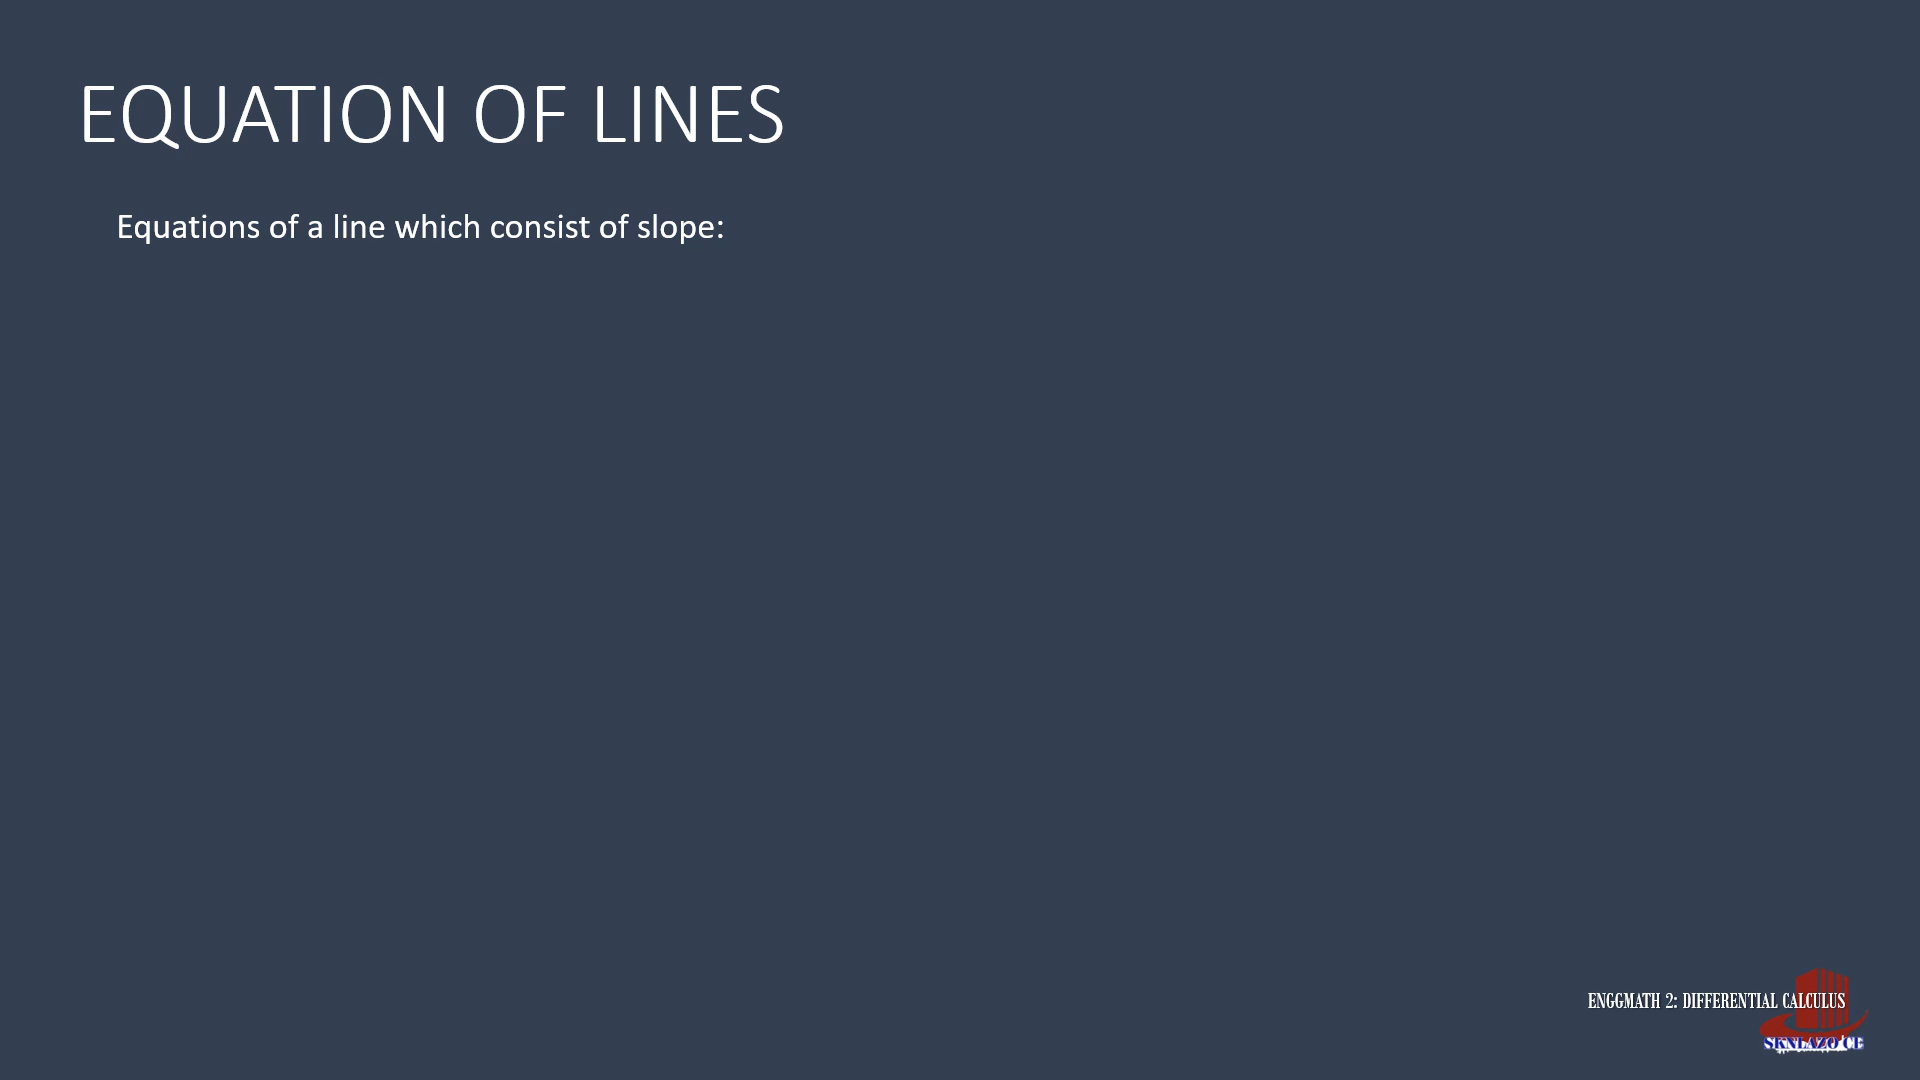 EQUATION OF LINES
Equations of a line which consist of slope:
ENGGMATH 2: DIFFERENTIAL CALCULUS